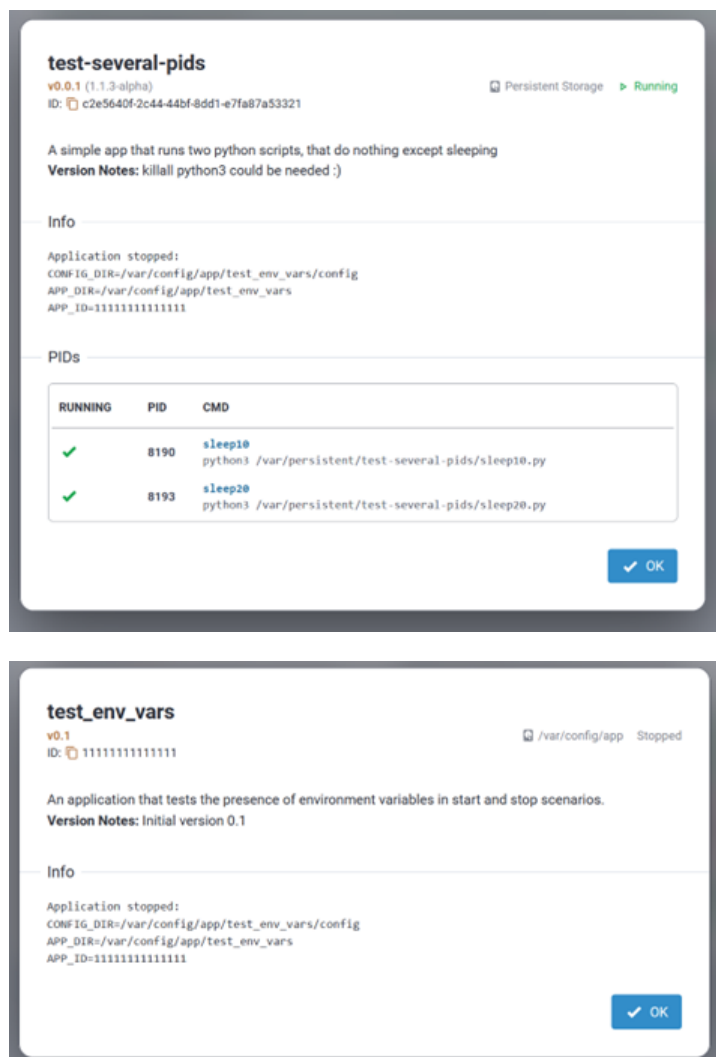 test-several-pids
v0.0.1 (1.1.3-alpha)
Persistent Storage Running
ID: c2e5640f-2c44-44bf-8dd1-e7fa87a53321
A simple app that runs two python scripts, that do nothing except sleeping
Version Notes: killall python3 could be needed :)
Info
Application stopped:
CONFIG_DIR=/var/config/app/test_env_vars/config
APP_DIR=/var/config/app/test_env_vars
APP_ID=11111111111111
PIDs
RUNNING PID CMD
sleep10
8190
python3 /var/persistent/test-several-pids/sleep10.py
sleep20
8193
python3 /var/persistent/test-several-pids/sleep20.py
OK
test_env_vars
v0.1
/var/config/app Stopped
ID: 11111111111111
An application that tests the presence of environment variables in start and stop scenarios.
Version Notes: Initial version 0.1
Info
Application stopped:
CONFIG_DIR=/var/config/app/test_env_vars/config
APP_DIR=/var/config/app/test_env_vars
APP_ID=11111111111111
OK